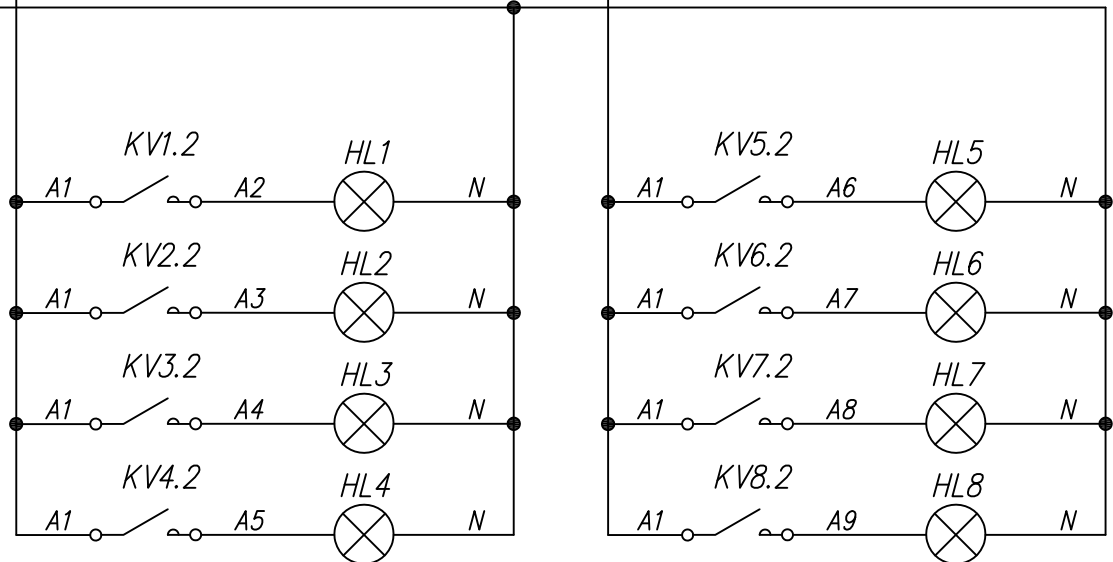 KV1.2 HL1
A1 A2 N
KV2.2 HL2
A1 A3 N
KV3.2 HL3
A1 A4 N
KV4.2 HL4
A1 A5 N
KV5.2 HL5
A1 A6 N
KV6.2 HL6
A1 A7 N
KV7.2 HL7
A1 A8 N
KV8.2 HL8
A1 A9 N